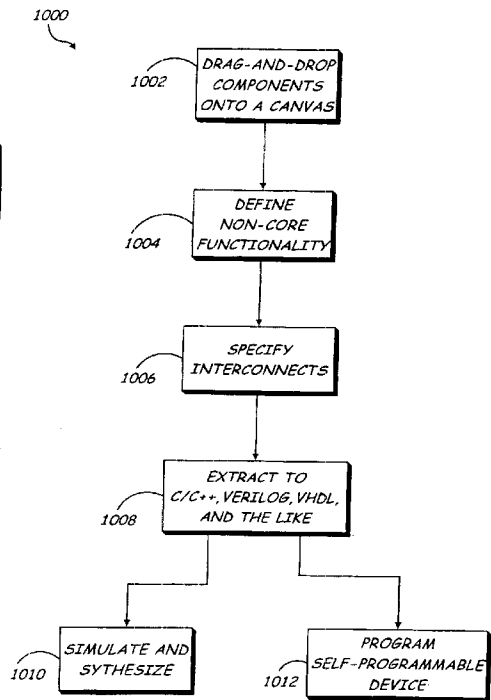 1000
1002
DRAG-AND-DROP
COMPONENTS
ONTO A CANVAS
1004
DEFINE
NON-CORE
FUNCTIONALITY
1006
SPECIFY
INTERCONNECTS
1008
EXTRACT TO
C/C++, VERILOG, VHDL,
AND THE LIKE
1010
SIMULATE AND
SYTHESIZE
1012
PROGRAM
SELF-PROGRAMMABLE
DEVICE